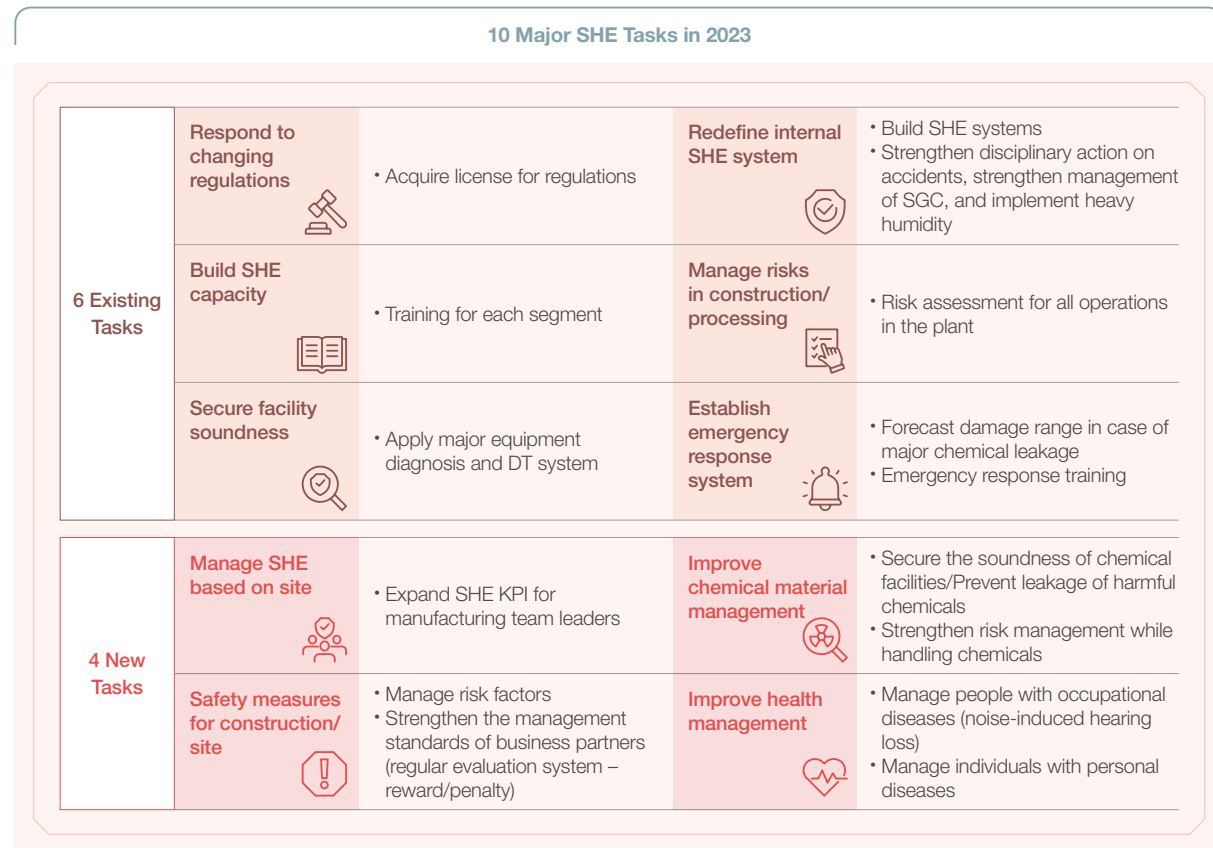 10 Major SHE Tasks in 2023
6 Existing
Tasks
Respond to
changing
regulations
• Acquire license for regulations
Redefine internal
SHE system
• Build SHE systems
• Strengthen disciplinary action on
accidents, strengthen management
of SGC, and implement heavy
humidity
Build SHE
capacity
• Training for each segment
Manage risks
in construction/
processing
• Risk assessment for all operations
in the plant
Secure facility
soundness
• Apply major equipment
diagnosis and DT system
Establish
emergency
response
system
• Forecast damage range in case of
major chemical leakage
• Emergency response training
4 New
Tasks
Manage SHE
based on site
• Expand SHE KPI for
manufacturing team leaders
Improve
chemical material
management
• Secure the soundness of chemical
facilities/Prevent leakage of harmful
chemicals
• Strengthen risk management while
handling chemicals
Safety measures
for construction/
site
• Manage risk factors
• Strengthen the management
standards of business partners
(regular evaluation system –
reward/penalty)
Improve health
management
• Manage people with occupational
diseases (noise-induced hearing
loss)
• Manage individuals with personal
diseases